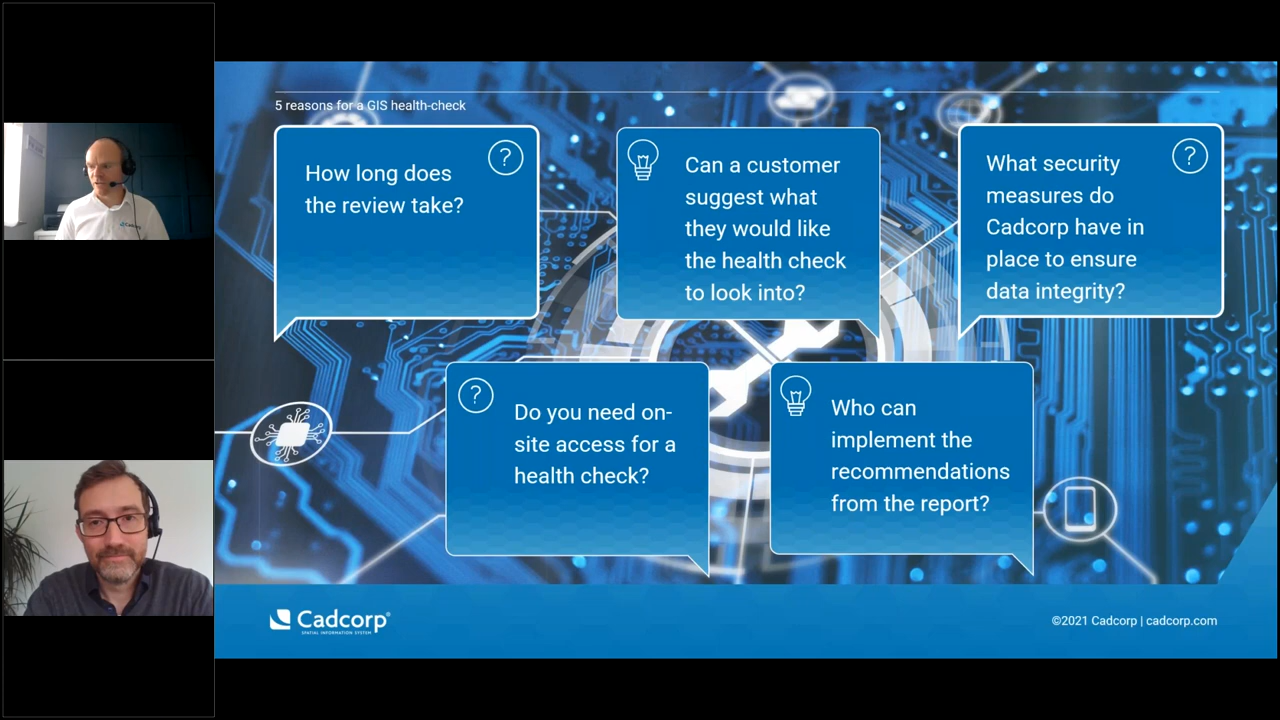 5 reasons for a GIS health-check
How long does
the review take?
?
Can a customer
suggest what
they would like
the health check
to look into?
What security
measures do
Cadcorp have in
place to ensure
data integrity?
?
?
Do you need on-
site access for a
health check?
Who can
implement the
recommendations
from the report?
Cadcorp®
SPATIAL INFORMATION SYSTEM
©2021 Cadcorp | cadcorp.com